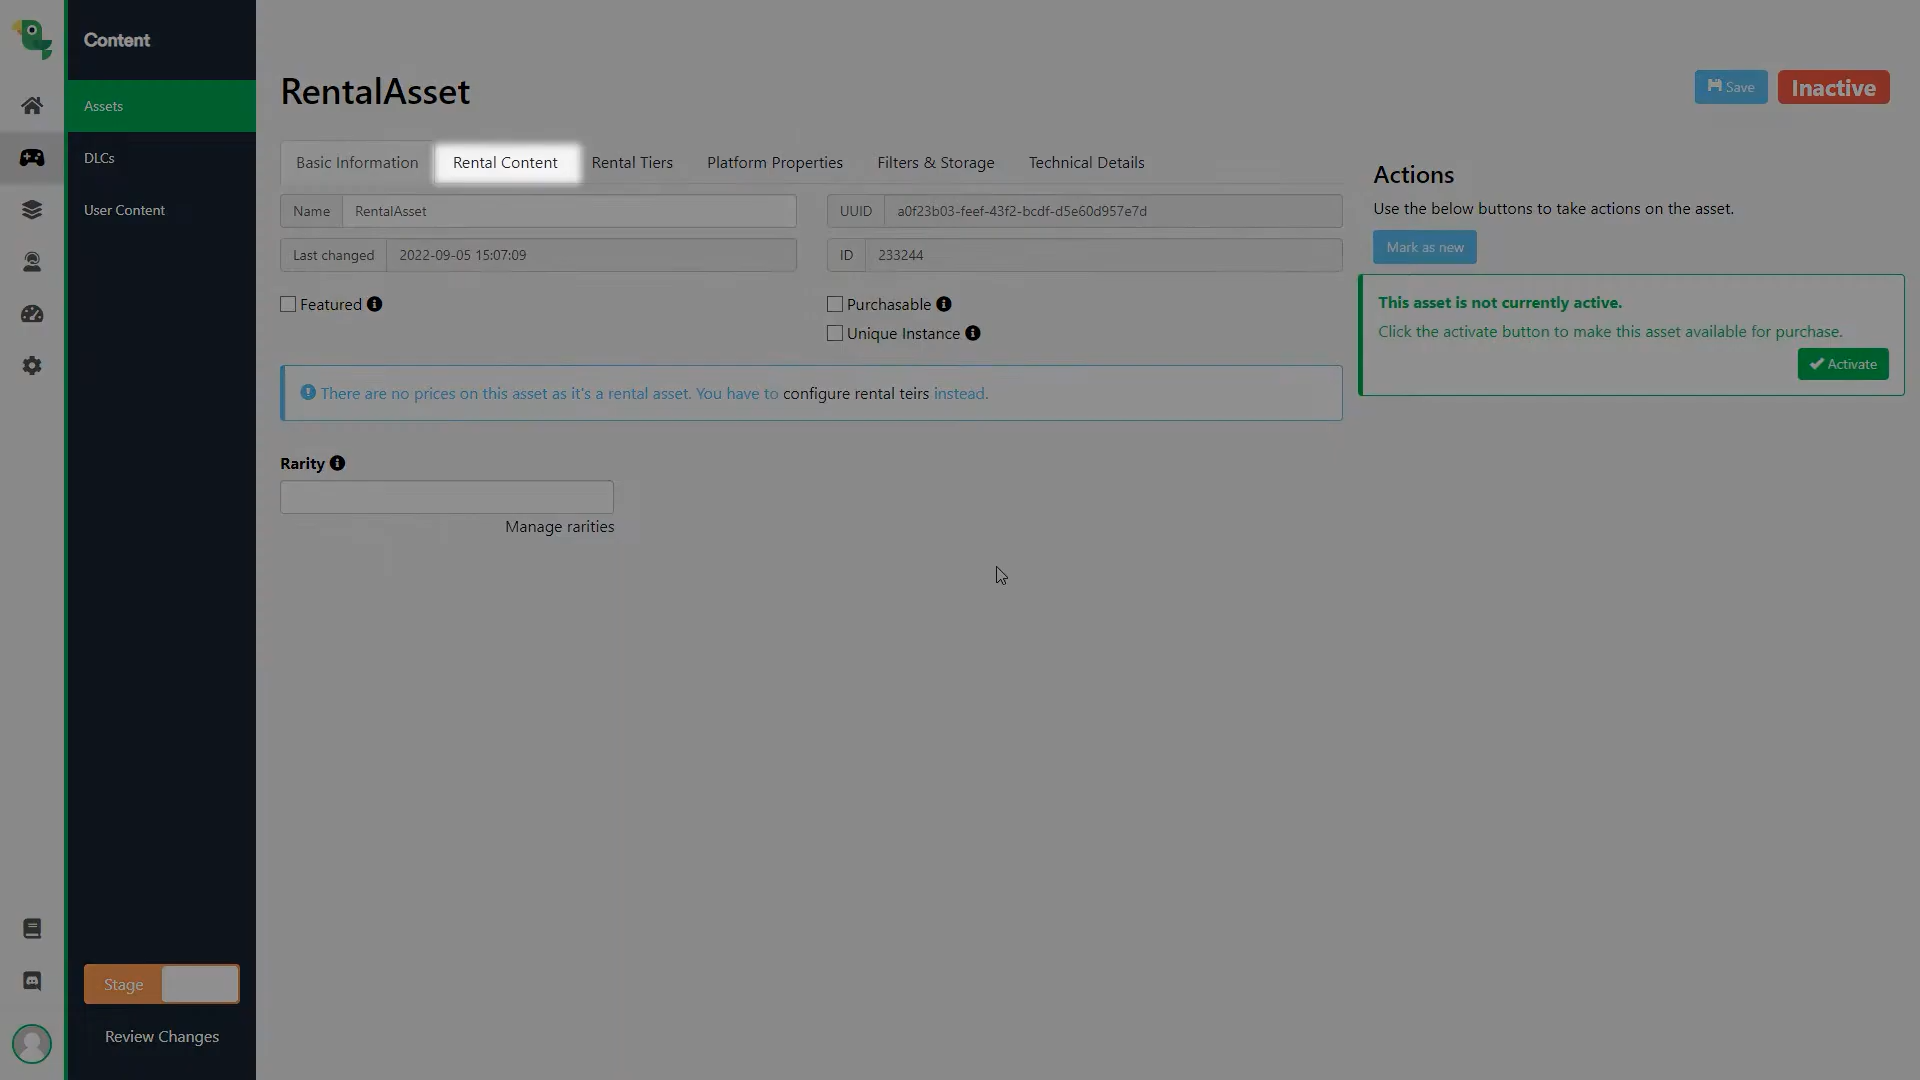 Content
Assets
DLCs
User Content
Stage
Review Changes
RentalAsset
Save
Inactive
Basic Information
Rental Content
Rental Tiers
Platform Properties
Filters & Storage
Technical Details
Name RentalAsset
UUID a0f23b03-feef-43f2-bcdf-d5e60d957e7d
Last changed 2022-09-05 15:07:09
ID 233244
Featured
Purchasable
Unique Instance
There are no prices on this asset as it's a rental asset. You have to configure rental teirs instead.
Rarity
Manage rarities
Actions
Use the below buttons to take actions on the asset.
Mark as new
This asset is not currently active.
Click the activate button to make this asset available for purchase.
Activate